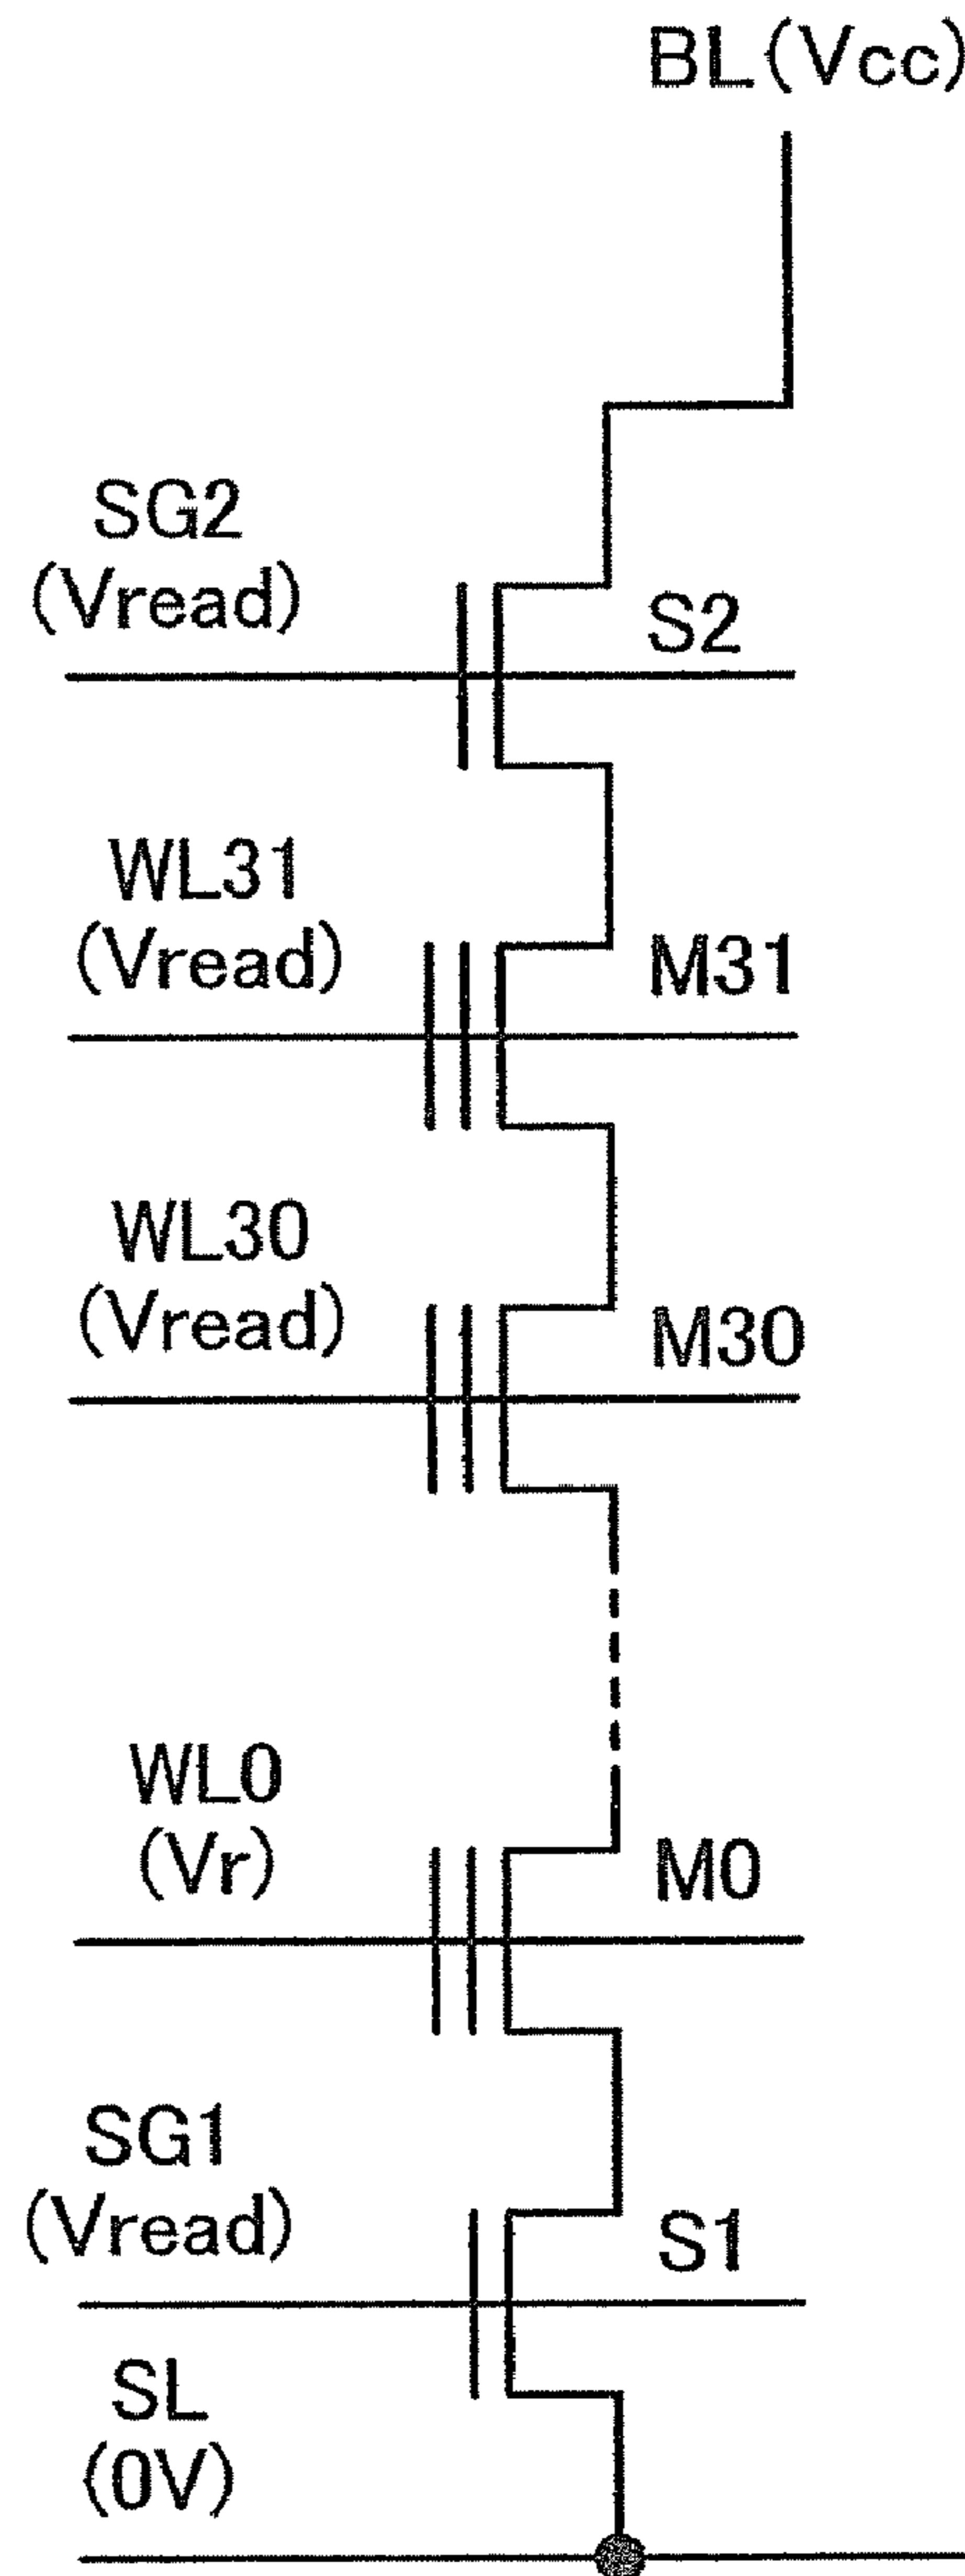 BL(Vcc)
SG2
(Vread)
S2
WL31
(Vread)
M31
WL30
(Vread)
M30
WL0
(Vr)
M0
SG1
(Vread)
S1
SL
(0V)